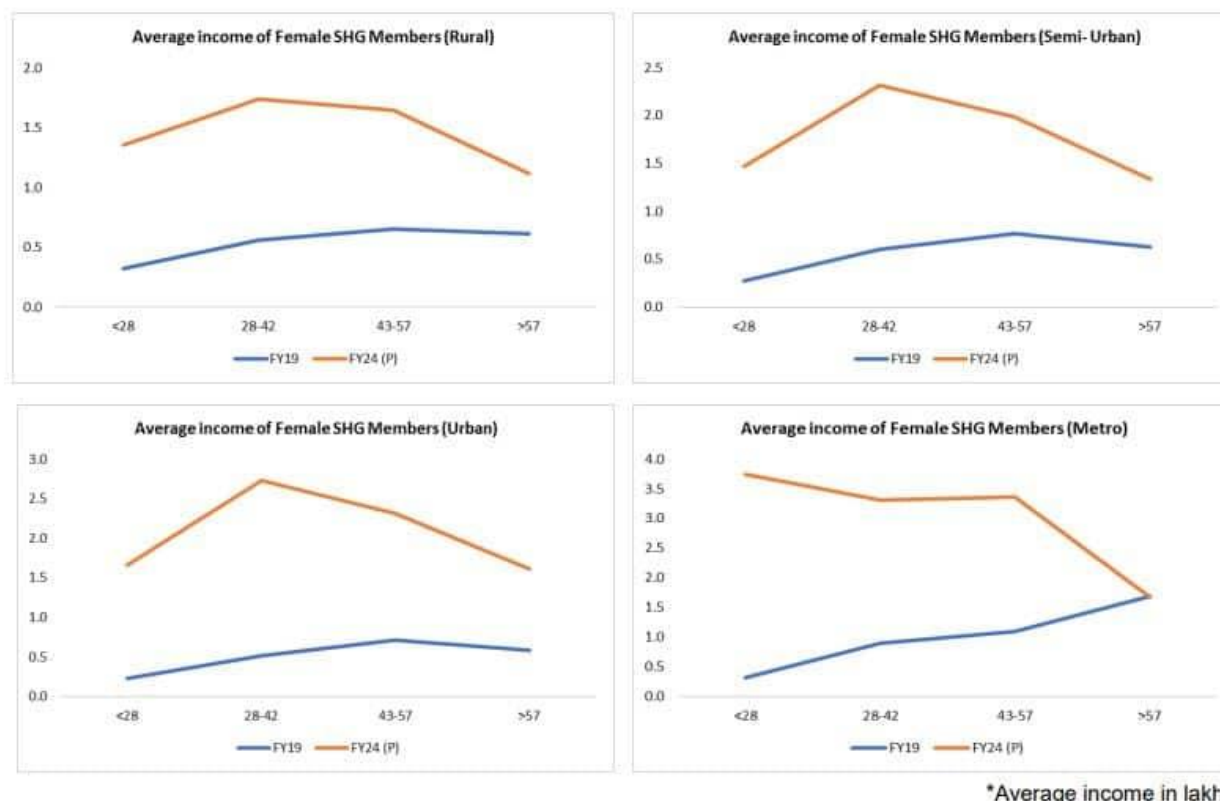 Average income of Female SHG Members (Rural)
2.0
1.5
1.0
0.5
0.0
<28 28-42 43-57 >57
FY19 FY24 (P)
Average income of Female SHG Members (Semi- Urban)
2.5
2.0
1.5
1.0
0.5
0.0
<28 28-42 43-57 >57
FY19 FY24 (P)
Average income of Female SHG Members (Urban)
3.0
2.5
2.0
1.5
1.0
0.5
0.0
<28 28-42 43-57 >57
FY19 FY24 (P)
Average income of Female SHG Members (Metro)
4.0
3.5
3.0
2.5
2.0
1.5
1.0
0.5
0.0
<28 28-42 43-57 >57
FY19 FY24 (P)
*Average income in lakh